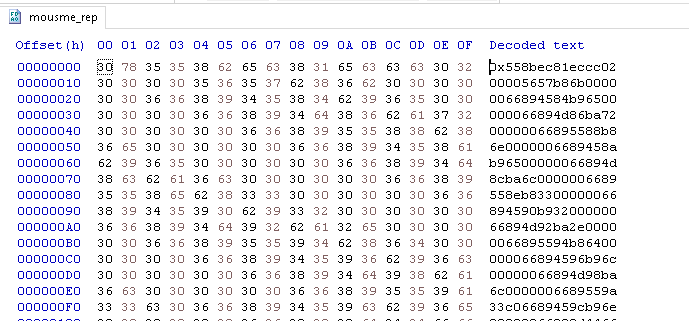 mousme_rep
Offset(h) 00 01 02 03 04 05 06 07 08 09 0A 0B 0C 0D 0E 0F Decoded text
00000000 30 78 35 35 38 62 65 63 38 31 65 63 63 63 30 32 0x558bec81eccc02
00000010 30 30 30 30 35 36 35 37 62 38 36 62 30 30 30 30 00005657b86b0000
00000020 30 30 36 36 38 39 34 35 38 34 62 39 36 35 30 30 0066894584b96500
00000030 30 30 30 30 36 36 38 39 34 64 38 36 62 61 37 32 000066894d86ba72
00000040 30 30 30 30 30 30 36 36 38 39 35 35 38 38 62 38 00000066895588b8
00000050 36 65 30 30 30 30 30 30 36 36 38 39 34 35 38 61 6e0000006689458a
00000060 62 39 36 35 30 30 30 30 30 30 36 36 38 39 34 64 b96500000066894d
00000070 38 63 62 61 36 63 30 30 30 30 30 30 36 36 38 39 8cba6c0000006689
00000080 35 35 38 65 62 38 33 33 30 30 30 30 30 30 36 36 558eb83300000066
00000090 38 39 34 35 39 30 62 39 33 32 30 30 30 30 30 30 894590b932000000
000000A0 36 36 38 39 34 64 39 32 62 61 32 65 30 30 30 30 66894d92ba2e0000
000000B0 30 30 36 36 38 39 35 35 39 34 62 38 36 34 30 30 0066895594b86400
000000C0 30 30 30 30 36 36 38 39 34 35 39 36 62 39 36 63 000066894596b96c
000000D0 30 30 30 30 30 30 36 36 38 39 34 64 39 38 62 61 00000066894d98ba
000000E0 36 63 30 30 30 30 30 30 36 36 38 39 35 35 39 61 6c0000006689559a
000000F0 33 33 63 30 36 36 38 39 34 35 39 63 62 39 36 65 33c06689459cb96e